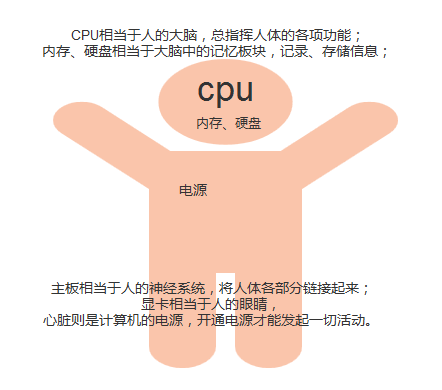 CPU相当于人的大脑，总指挥人体的各项功能；
内存、硬盘相当于大脑中的记忆板块，记录、存储信息；
cpu
内存、硬盘
电源
主板相当于人的神经系统，将人体各部分链接起来；
显卡相当于人的眼睛，
心脏则是计算机的电源，开通电源才能发起一切活动。